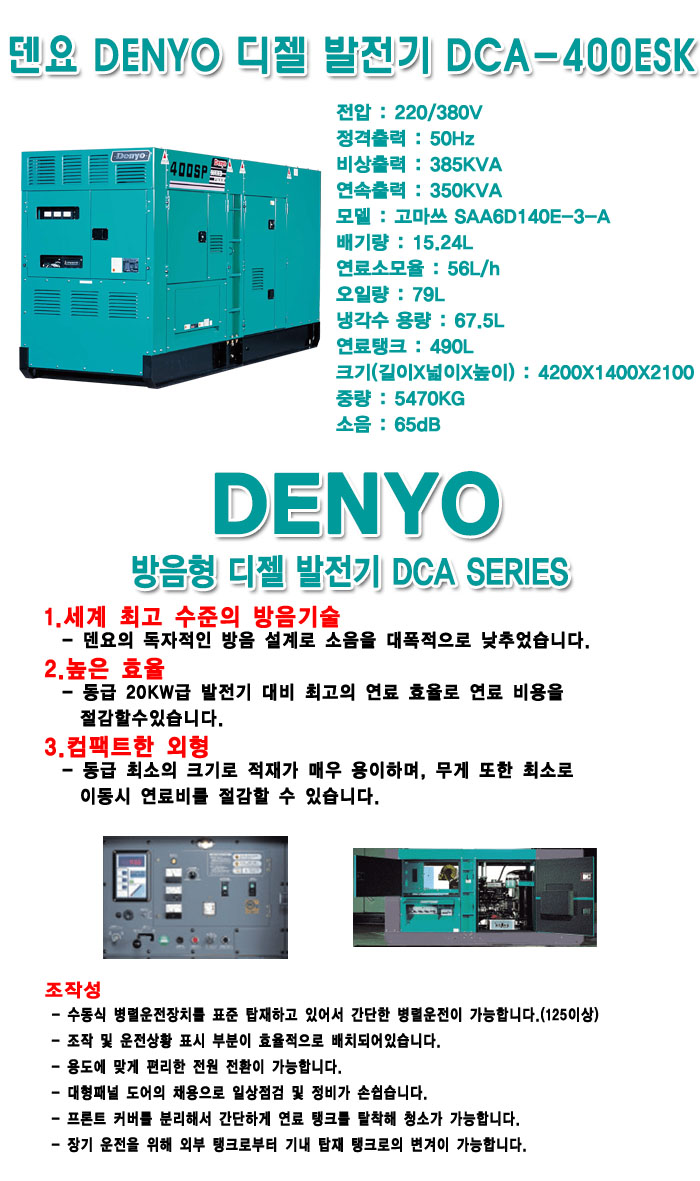 덴요 DENYO 디젤 발전기 DCA-400ESK
전압 : 220/380V
정격출력 : 50Hz
비상출력 : 385KVA
연속출력 : 350KVA
모델 : 고마쓰 SAA6D140E-3-A
배기량 : 15.24L
연료소모율 : 56L/h
오일량 : 79L
냉각수 용량 : 67.5L
연료탱크 : 490L
크기(길이X넓이X높이) : 4200X1400X2100
중량 : 5470KG
소음 : 65dB
Denyo
Denyo
400SP
DENYO
방음형 디젤 발전기 DCA SERIES
1.세계 최고 수준의 방음기술
- 덴요의 독자적인 방음 설계로 소음을 대폭적으로 낮추었습니다.
2.높은 효율
- 동급 20KW급 발전기 대비 최고의 연료 효율로 연료 비용을
절감할수있습니다.
3.컴팩트한 외형
- 동급 최소의 크기로 적재가 매우 용이하며, 무게 또한 최소로
이동시 연료비를 절감할 수 있습니다.
조작성
- 수동식 병렬운전장치를 표준 탑재하고 있어서 간단한 병렬운전이 가능합니다.(125이상)
- 조작 및 운전상황 표시 부분이 효율적으로 배치되어있습니다.
- 용도에 맞게 편리한 전원 전환이 가능합니다.
- 대형패널 도어의 채용으로 일상점검 및 정비가 손쉽습니다.
- 프론트 커버를 분리해서 간단하게 연료 탱크를 탈착해 청소가 가능합니다.
- 장기 운전을 위해 외부 탱크로부터 기내 탑재 탱크로의 변겨이 가능합니다.